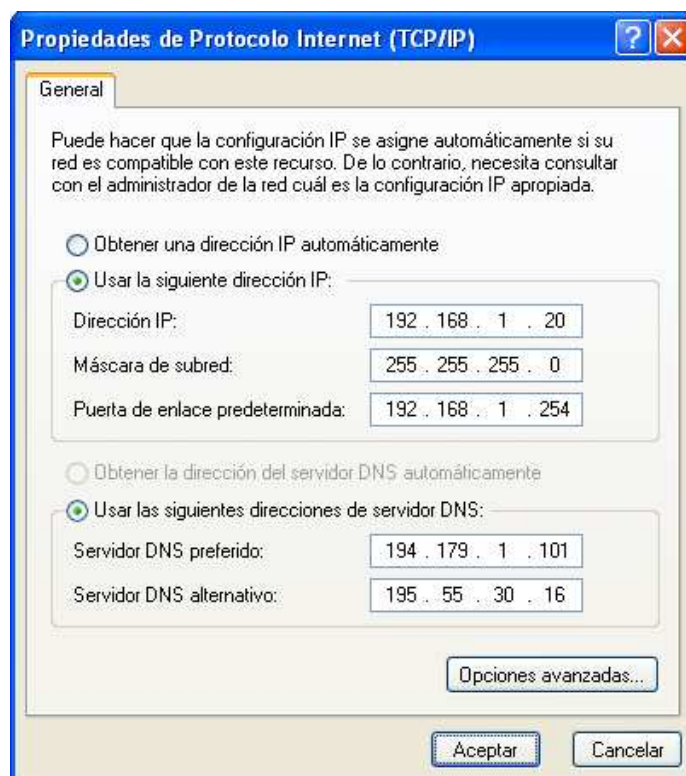 Propiedades de Protocolo Internet (TCP/IP)
General
Puede hacer que la configuración IP se asigne automáticamente si su
red es compatible con este recurso. De lo contrario, necesita consultar
con el administrador de la red cuál es la configuración IP apropiada.
Obtener una dirección IP automáticamente
Usar la siguiente dirección IP:
Dirección IP: 192 . 168 . 1 . 20
Máscara de subred: 255 . 255 . 255 . 0
Puerta de enlace predeterminada: 192 . 168 . 1 . 254
Obtener la dirección del servidor DNS automáticamente
Usar las siguientes direcciones de servidor DNS:
Servidor DNS preferido: 194 . 179 . 1 . 101
Servidor DNS alternativo: 195 . 55 . 30 . 16
Opciones avanzadas...
Aceptar Cancelar